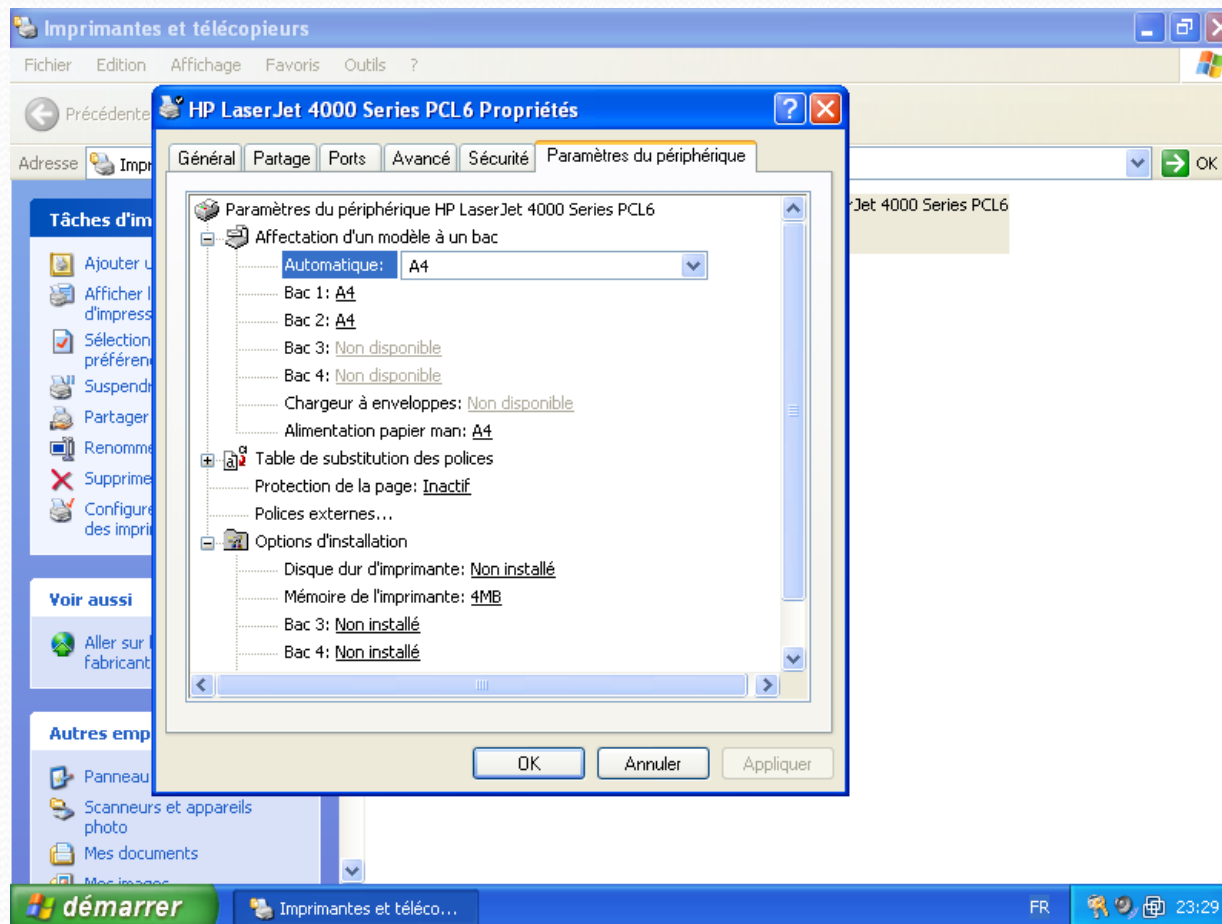 Imprimantes et télécopieurs
Fichier Edition Affichage Favoris Outils ?
Précédente
Adresse Impr
OK
HP LaserJet 4000 Series PCL6 Propriétés
Général Partage Ports Avancé Sécurité Paramètres du périphérique
Paramètres du périphérique HP LaserJet 4000 Series PCL6
Affectation d'un modèle à un bac
Automatique: A4
Bac 1: A4
Bac 2: A4
Bac 3: Non disponible
Bac 4: Non disponible
Chargeur à enveloppes: Non disponible
Alimentation papier man: A4
Table de substitution des polices
Protection de la page: Inactif
Polices externes...
Options d'installation
Disque dur d'imprimante: Non installé
Mémoire de l'imprimante: 4MB
Bac 3: Non installé
Bac 4: Non installé
OK Annuler Appliquer
Jet 4000 Series PCL6
Tâches d'im
Ajouter u
Afficher l
d'impress
Sélection
préféren
Suspendr
Partager
Renomme
Supprime
Configure
des impri
Voir aussi
Aller sur l
fabricant
Autres emp
Panneau
Scanneurs et appareils
photo
Mes documents
Mes images
démarrer Imprimantes et téléco... FR 23:29